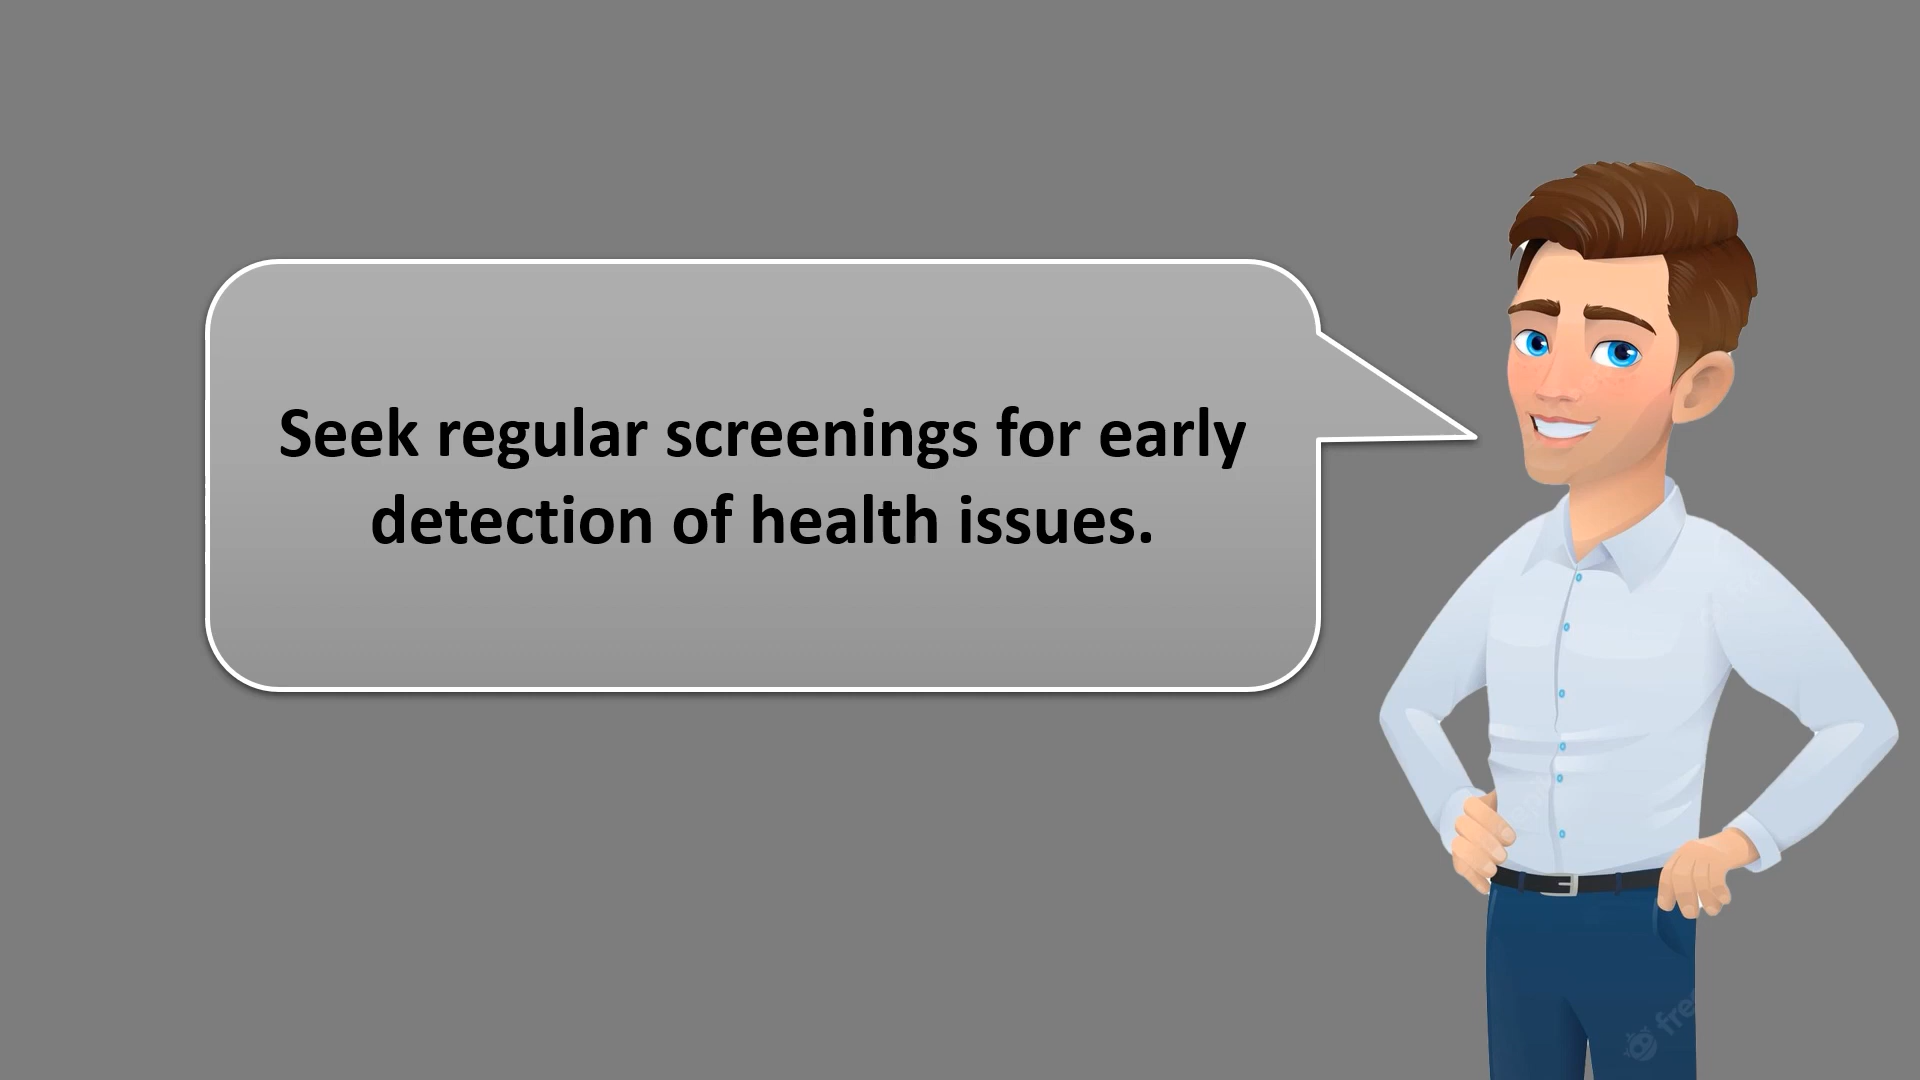 Seek regular screenings for early
detection of health issues.